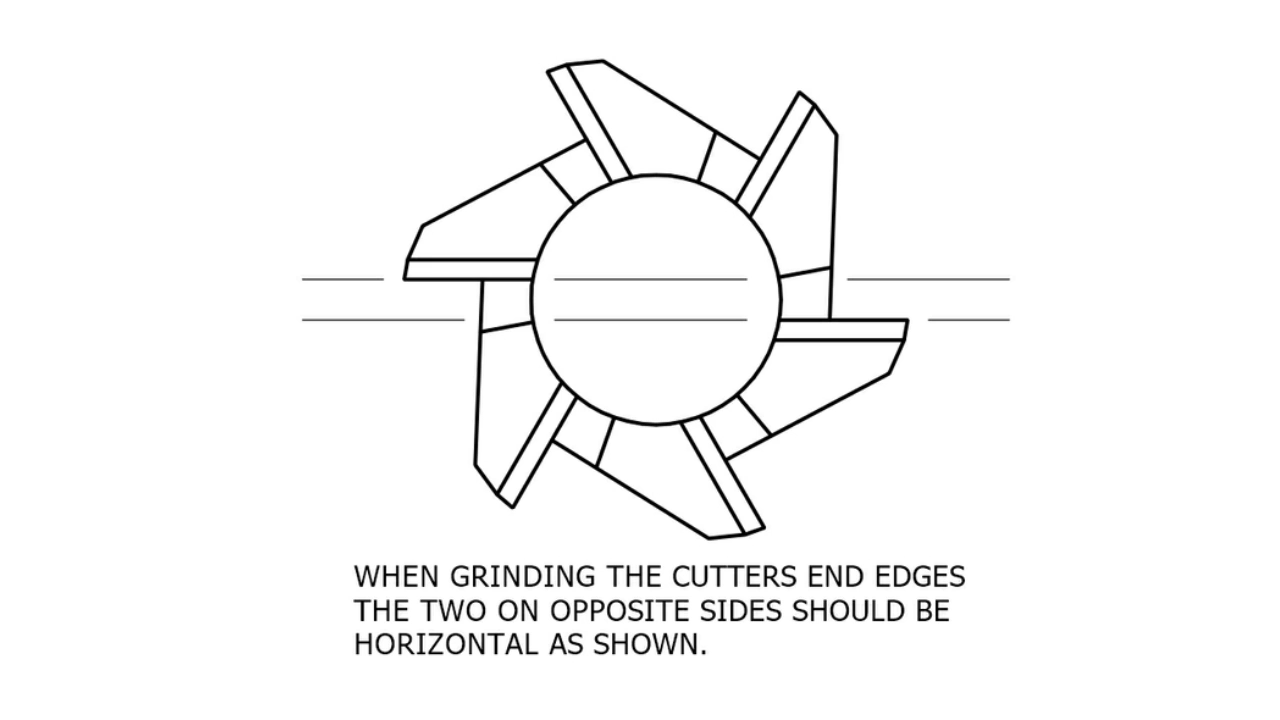 WHEN GRINDING THE CUTTERS END EDGES
THE TWO ON OPPOSITE SIDES SHOULD BE
HORIZONTAL AS SHOWN.